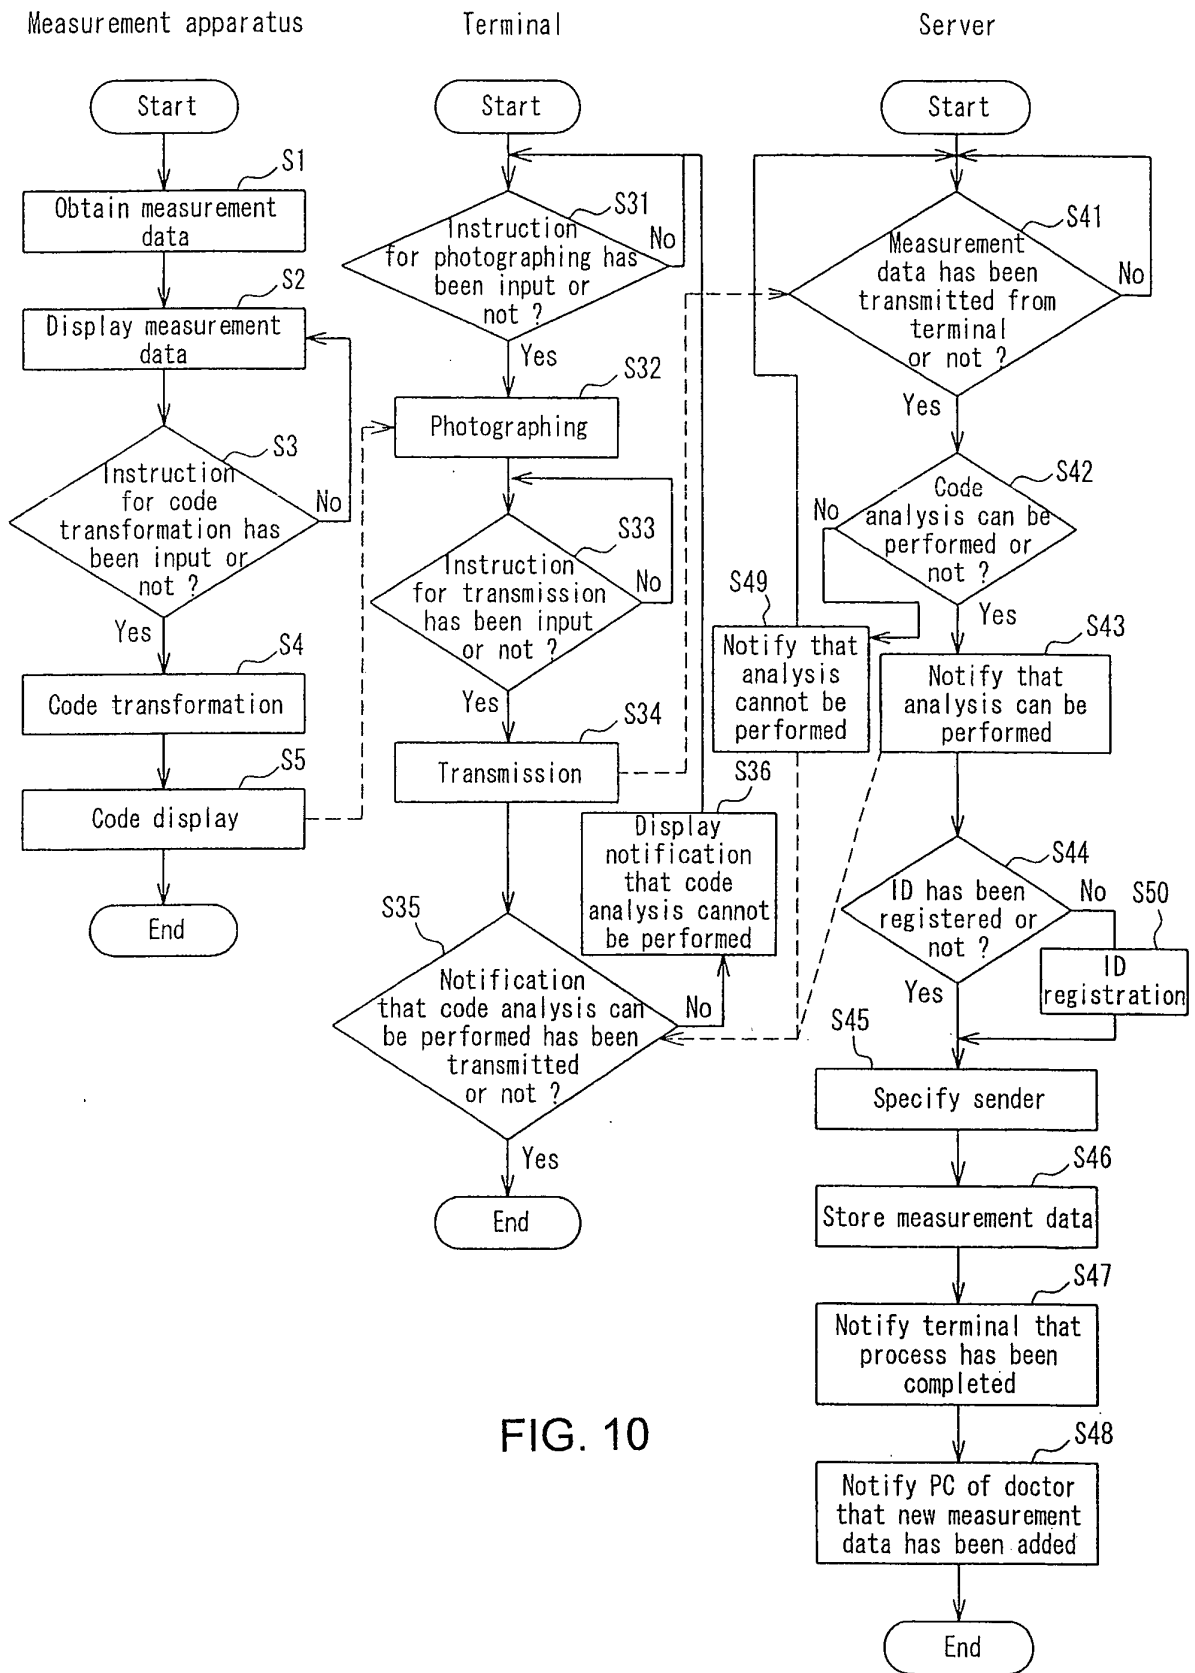 Measurement apparatus
Terminal
Server
Start
S1
Obtain measurement
data
S2
Display measurement
data
S3
Instruction
for code
transformation has
been input or
not ?
No
Yes
S4
Code transformation
S5
Code display
End
Start
S31
Instruction
for photographing has
been input or
not ?
No
Yes
S32
Photographing
S33
Instruction
for transmission
has been input
or not ?
No
Yes
S34
Transmission
S36
Display
notification
that code
analysis cannot
be performed
S35
Notification
that code analysis can
be performed has been
transmitted
or not ?
No
Yes
End
Start
S41
Measurement
data has been
transmitted from
terminal
or not ?
No
Yes
S42
Code
analysis can be
performed or
not ?
No
Yes
S49
Notify that
analysis
cannot be
performed
S43
Notify that
analysis can be
performed
S44
ID has been
registered or
not ?
No
Yes
S50
ID
registration
S45
Specify sender
S46
Store measurement data
S47
Notify terminal that
process has been
completed
S48
Notify PC of doctor
that new measurement
data has been added
End
FIG. 10